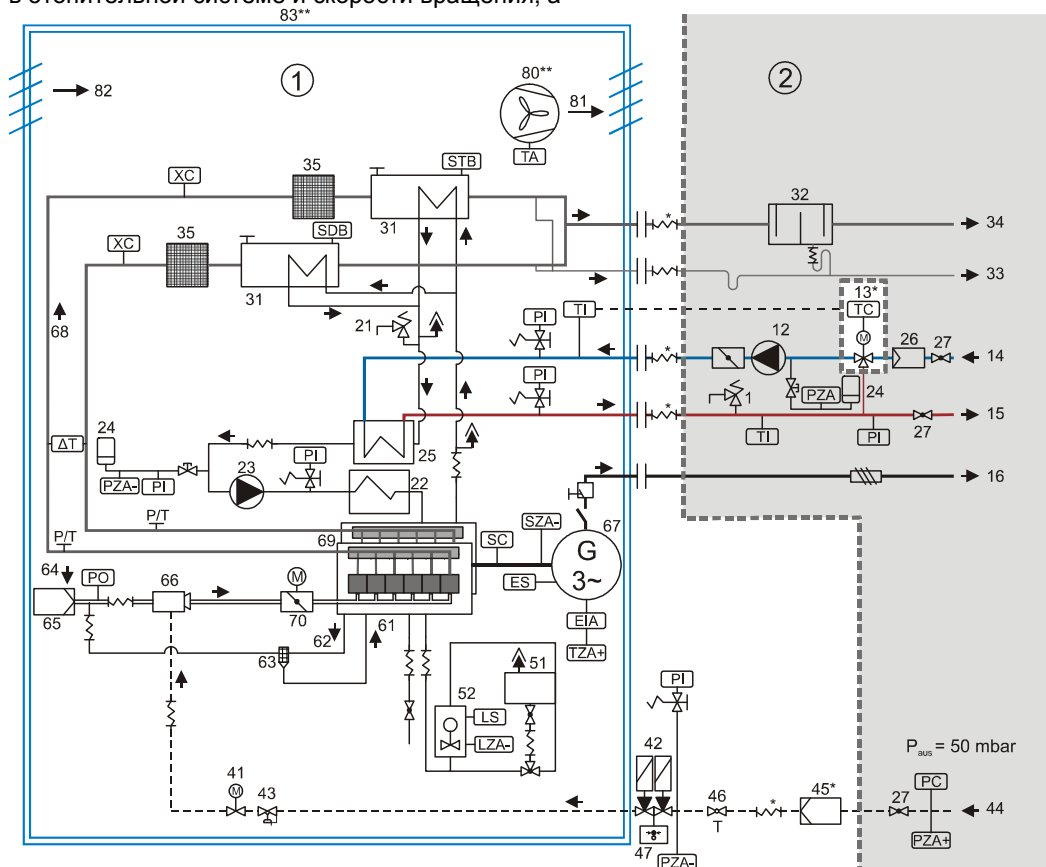 в отопительной системе и скорости вращения, а
83**
82
1
80**
81
2
TA
STB
XC
35
31
32
34
SDB
XC
35
31
33
13*
TC
68
21
PI
TI
12
M
26
27
14
PI
PZA
24
1
15
24
ΔT
25
TI
PI
27
PI
23
22
PZA-
PI
16
P/T
SZA-
67
P/T
69
SC
G
3~
64
PO
66
M
ES
65
70
EIA
62
61
TZA+
63
51
52
LS
PI
LZA-
42
P aus = 50 mbar
41
M
43
46
45*
27
PC
44
47
PZA-
PZA+